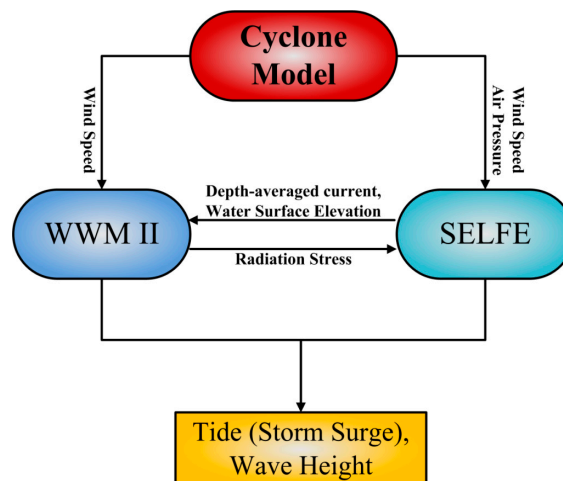 Cyclone
Model
Wind Speed
Wind Speed
Air Pressure
Depth-averaged current,
Water Surface Elevation
WWM II
SELFE
Radiation Stress
Tide (Storm Surge),
Wave Height